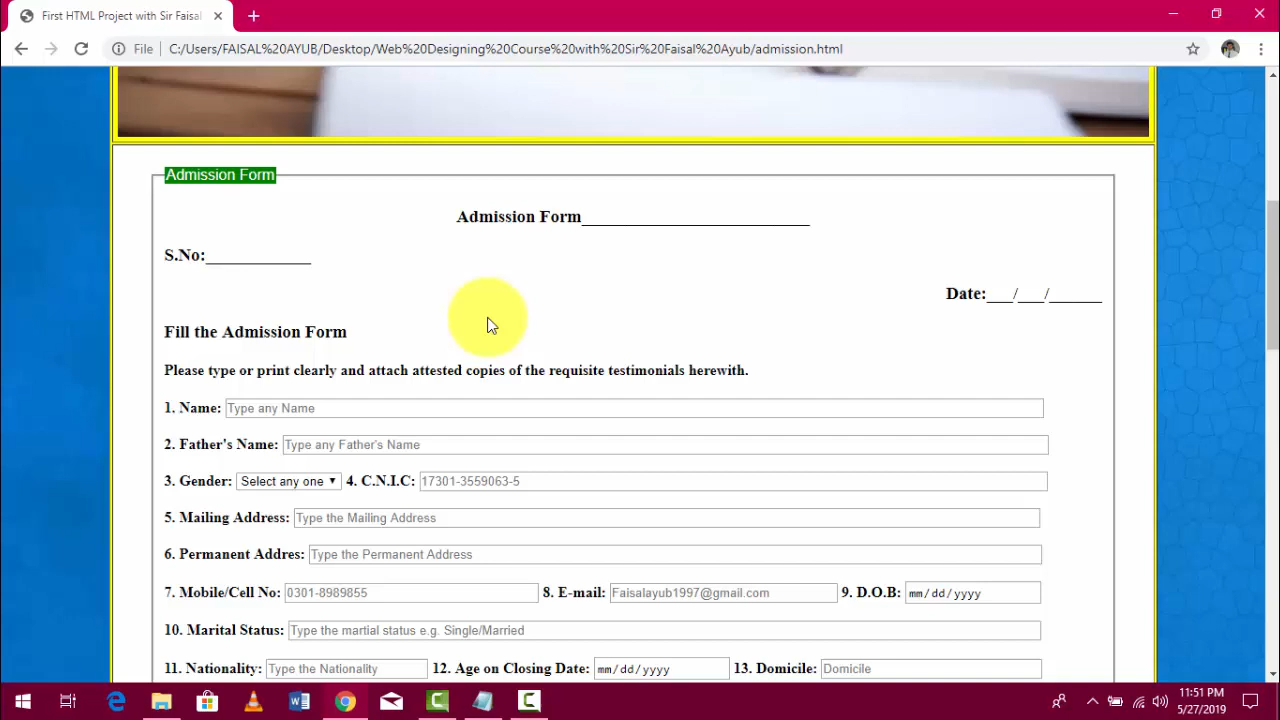 First HTML Project with Sir Faisal
File C:/Users/FAISAL%20AYUB/Desktop/Web%20Designing%20Course%20with%20Sir%20Faisal%20Ayub/admission.html
Admission Form
Admission Form__________________________
S.No:____________
Date:___/___/______
Fill the Admission Form
Please type or print clearly and attach attested copies of the requisite testimonials herewith.
1. Name: Type any Name
2. Father's Name: Type any Father's Name
3. Gender: Select any one 4. C.N.I.C: 17301-3559063-5
5. Mailing Address: Type the Mailing Address
6. Permanent Addres: Type the Permanent Address
7. Mobile/Cell No: 0301-8989855 8. E-mail: Faisalayub1997@gmail.com 9. D.O.B: mm/dd/yyyy
10. Marital Status: Type the martial status e.g. Single/Married
11. Nationality: Type the Nationality 12. Age on Closing Date: mm/dd/yyyy 13. Domicile: Domicile
11:51 PM
5/27/2019